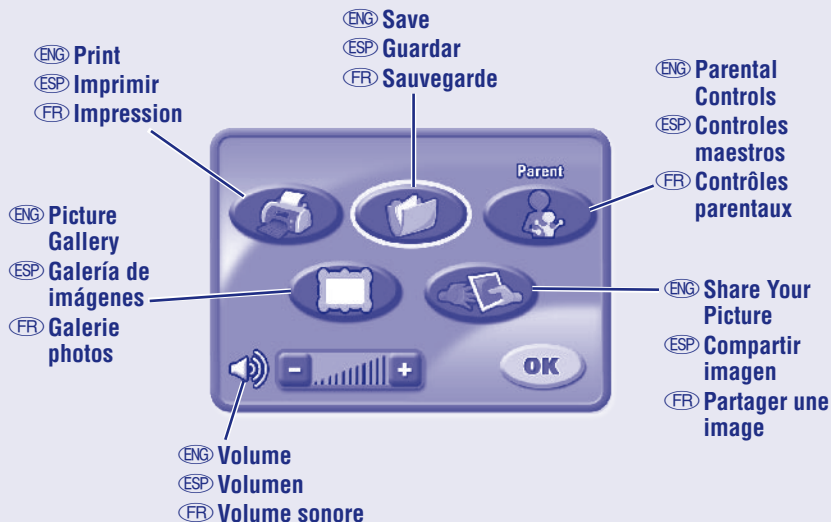 ENG Save
ESP Guardar
FR Sauvegarde
ENG Print
ESP Imprimir
FR Impression
ENG Parental
Controls
ESP Controles
maestros
FR Contrôles
parentaux
Parent
ENG Picture
Gallery
ESP Galería de
imágenes
FR Galerie
photos
ENG Share Your
Picture
ESP Compartir
imagen
FR Partager une
image
- +
OK
ENG Volume
ESP Volumen
FR Volume sonore